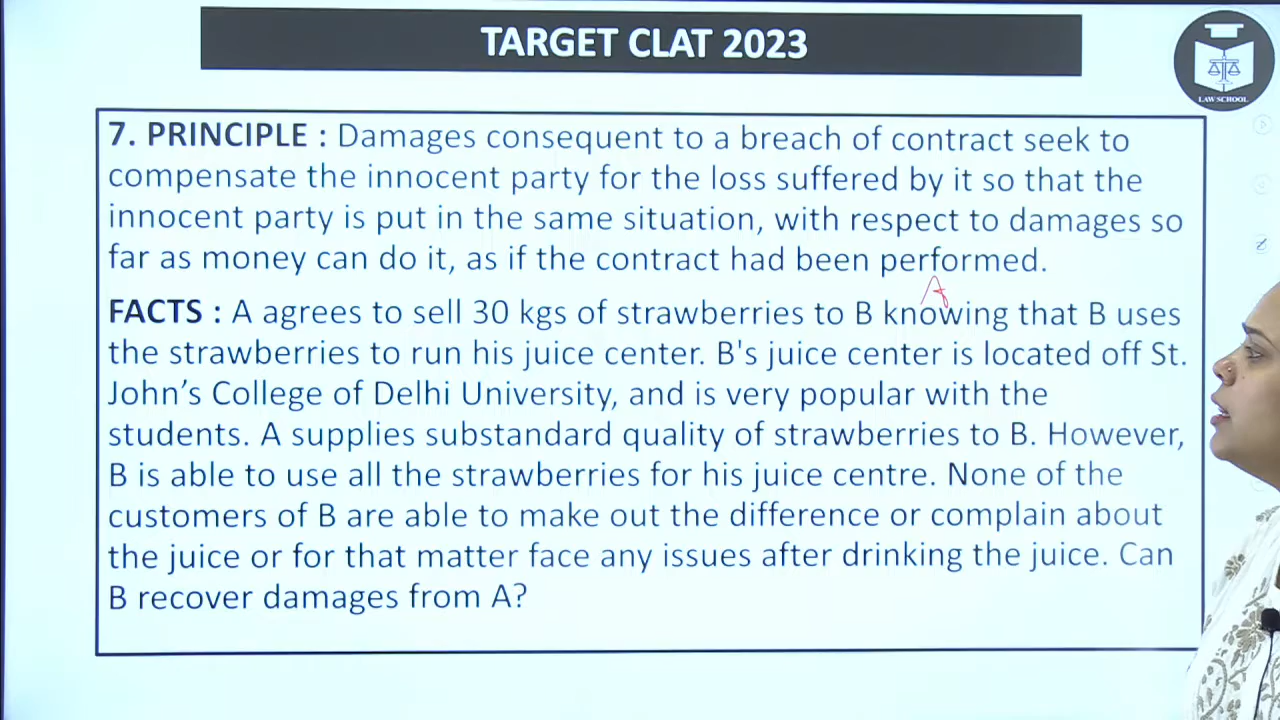 TARGET CLAT 2023
LAW SCHOOL
7. PRINCIPLE : Damages consequent to a breach of contract seek to
compensate the innocent party for the loss suffered by it so that the
innocent party is put in the same situation, with respect to damages so
far as money can do it, as if the contract had been performed.
A
FACTS : A agrees to sell 30 kgs of strawberries to B knowing that B uses
the strawberries to run his juice center. B's juice center is located off St.
John’s College of Delhi University, and is very popular with the
students. A supplies substandard quality of strawberries to B. However,
B is able to use all the strawberries for his juice centre. None of the
customers of B are able to make out the difference or complain about
the juice or for that matter face any issues after drinking the juice. Can
B recover damages from A?